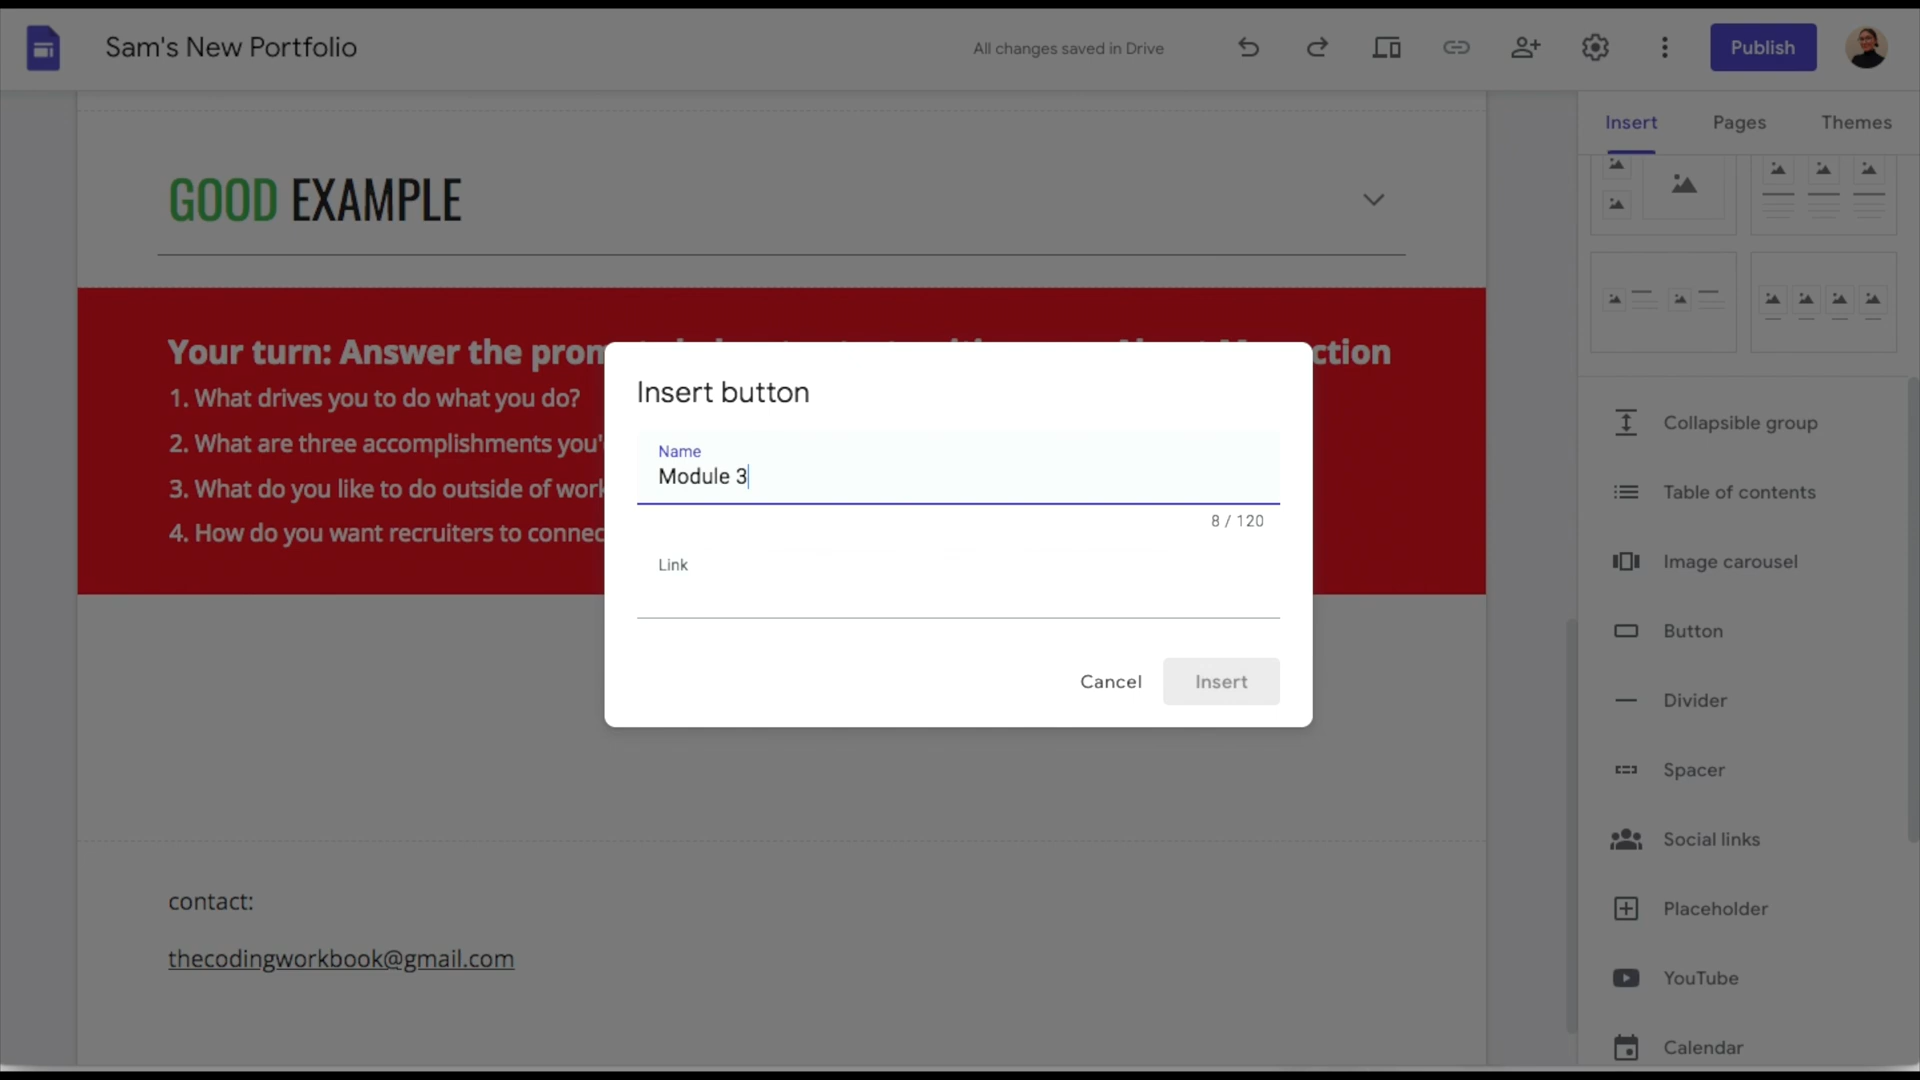 Sam's New Portfolio
All changes saved in Drive
Publish
Insert
Pages
Themes
GOOD EXAMPLE
Your turn: Answer the prom
ction
1. What drives you to do what you do?
2. What are three accomplishments you'
3. What do you like to do outside of work
4. How do you want recruiters to connec
Insert button
Name
Module 3
8 / 120
Link
Cancel
Insert
contact:
thecodingworkbook@gmail.com
Collapsible group
Table of contents
Image carousel
Button
Divider
Spacer
Social links
Placeholder
YouTube
Calendar